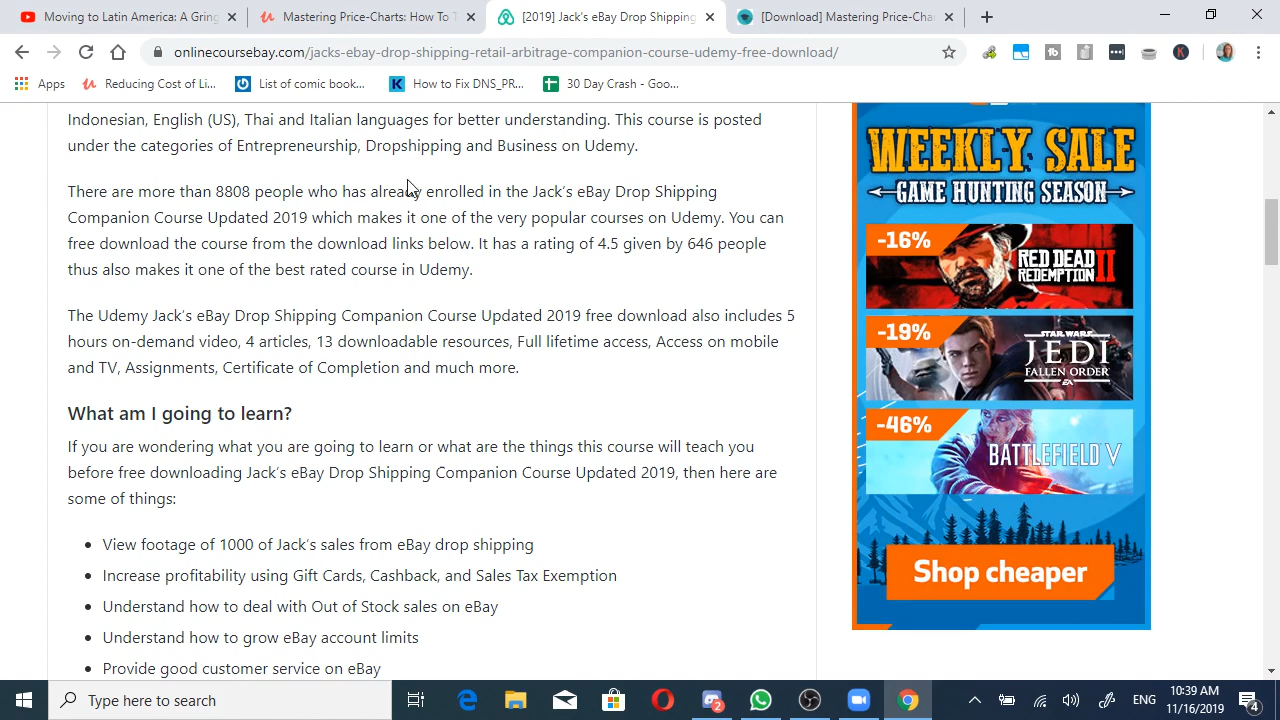 Moving to Latin America: A Gring
Mastering Price-Charts: How To T
[2019] Jack's eBay Drop Shipping
[Download] Mastering Price-Char
onlinecoursebay.com/jacks-ebay-drop-shipping-retail-arbitrage-companion-course-udemy-free-download/
Apps
Reducing Cost of Li...
List of comic book...
How to Fix DNS_PR...
30 Day Crash - Goo...
Indonesian, English (US), Thai and Italian languages for better understanding. This course is posted
under the categories of Entrepreneurship, Dropshipping and Business on Udemy.
There are more than 8808 people who has already enrolled in the Jack's eBay Drop Shipping
Companion Course Updated 2019 which makes it one of the very popular courses on Udemy. You can
free download the course from the download links below. It has a rating of 4.5 given by 646 people
thus also makes it one of the best rated course in Udemy.
The Udemy Jack's eBay Drop Shipping Companion Course Updated 2019 free download also includes 5
hours on-demand video, 4 articles, able resources, Full lifetime access, Access on mobile
and TV, Assignments, Certificate of Completion and much more.
What am I going to learn?
If you are wondering what you are going to learn or what are the things this course will teach you
before free downloading Jack's eBay Drop Shipping Companion Course Updated 2019, then here are
some of things:
• View footage of 1000 of Jack's sales from eBay drop shipping
• Increase profitability using Gift Cards, Cashback, and Sales Tax Exemption
• Understand how to deal with Out of Stock sales on eBay
• Understand how to grow eBay account limits
• Provide good customer service on eBay
WEEKLY SALE
GAME HUNTING SEASON
-16%
RED DEAD
REDEMPTION II
-19%
STAR WARS
JEDI
FALLEN ORDER
EA
-46%
BATTLEFIELD V
Shop cheaper
Type here to search
2
ENG
10:39 AM
11/16/2019
4